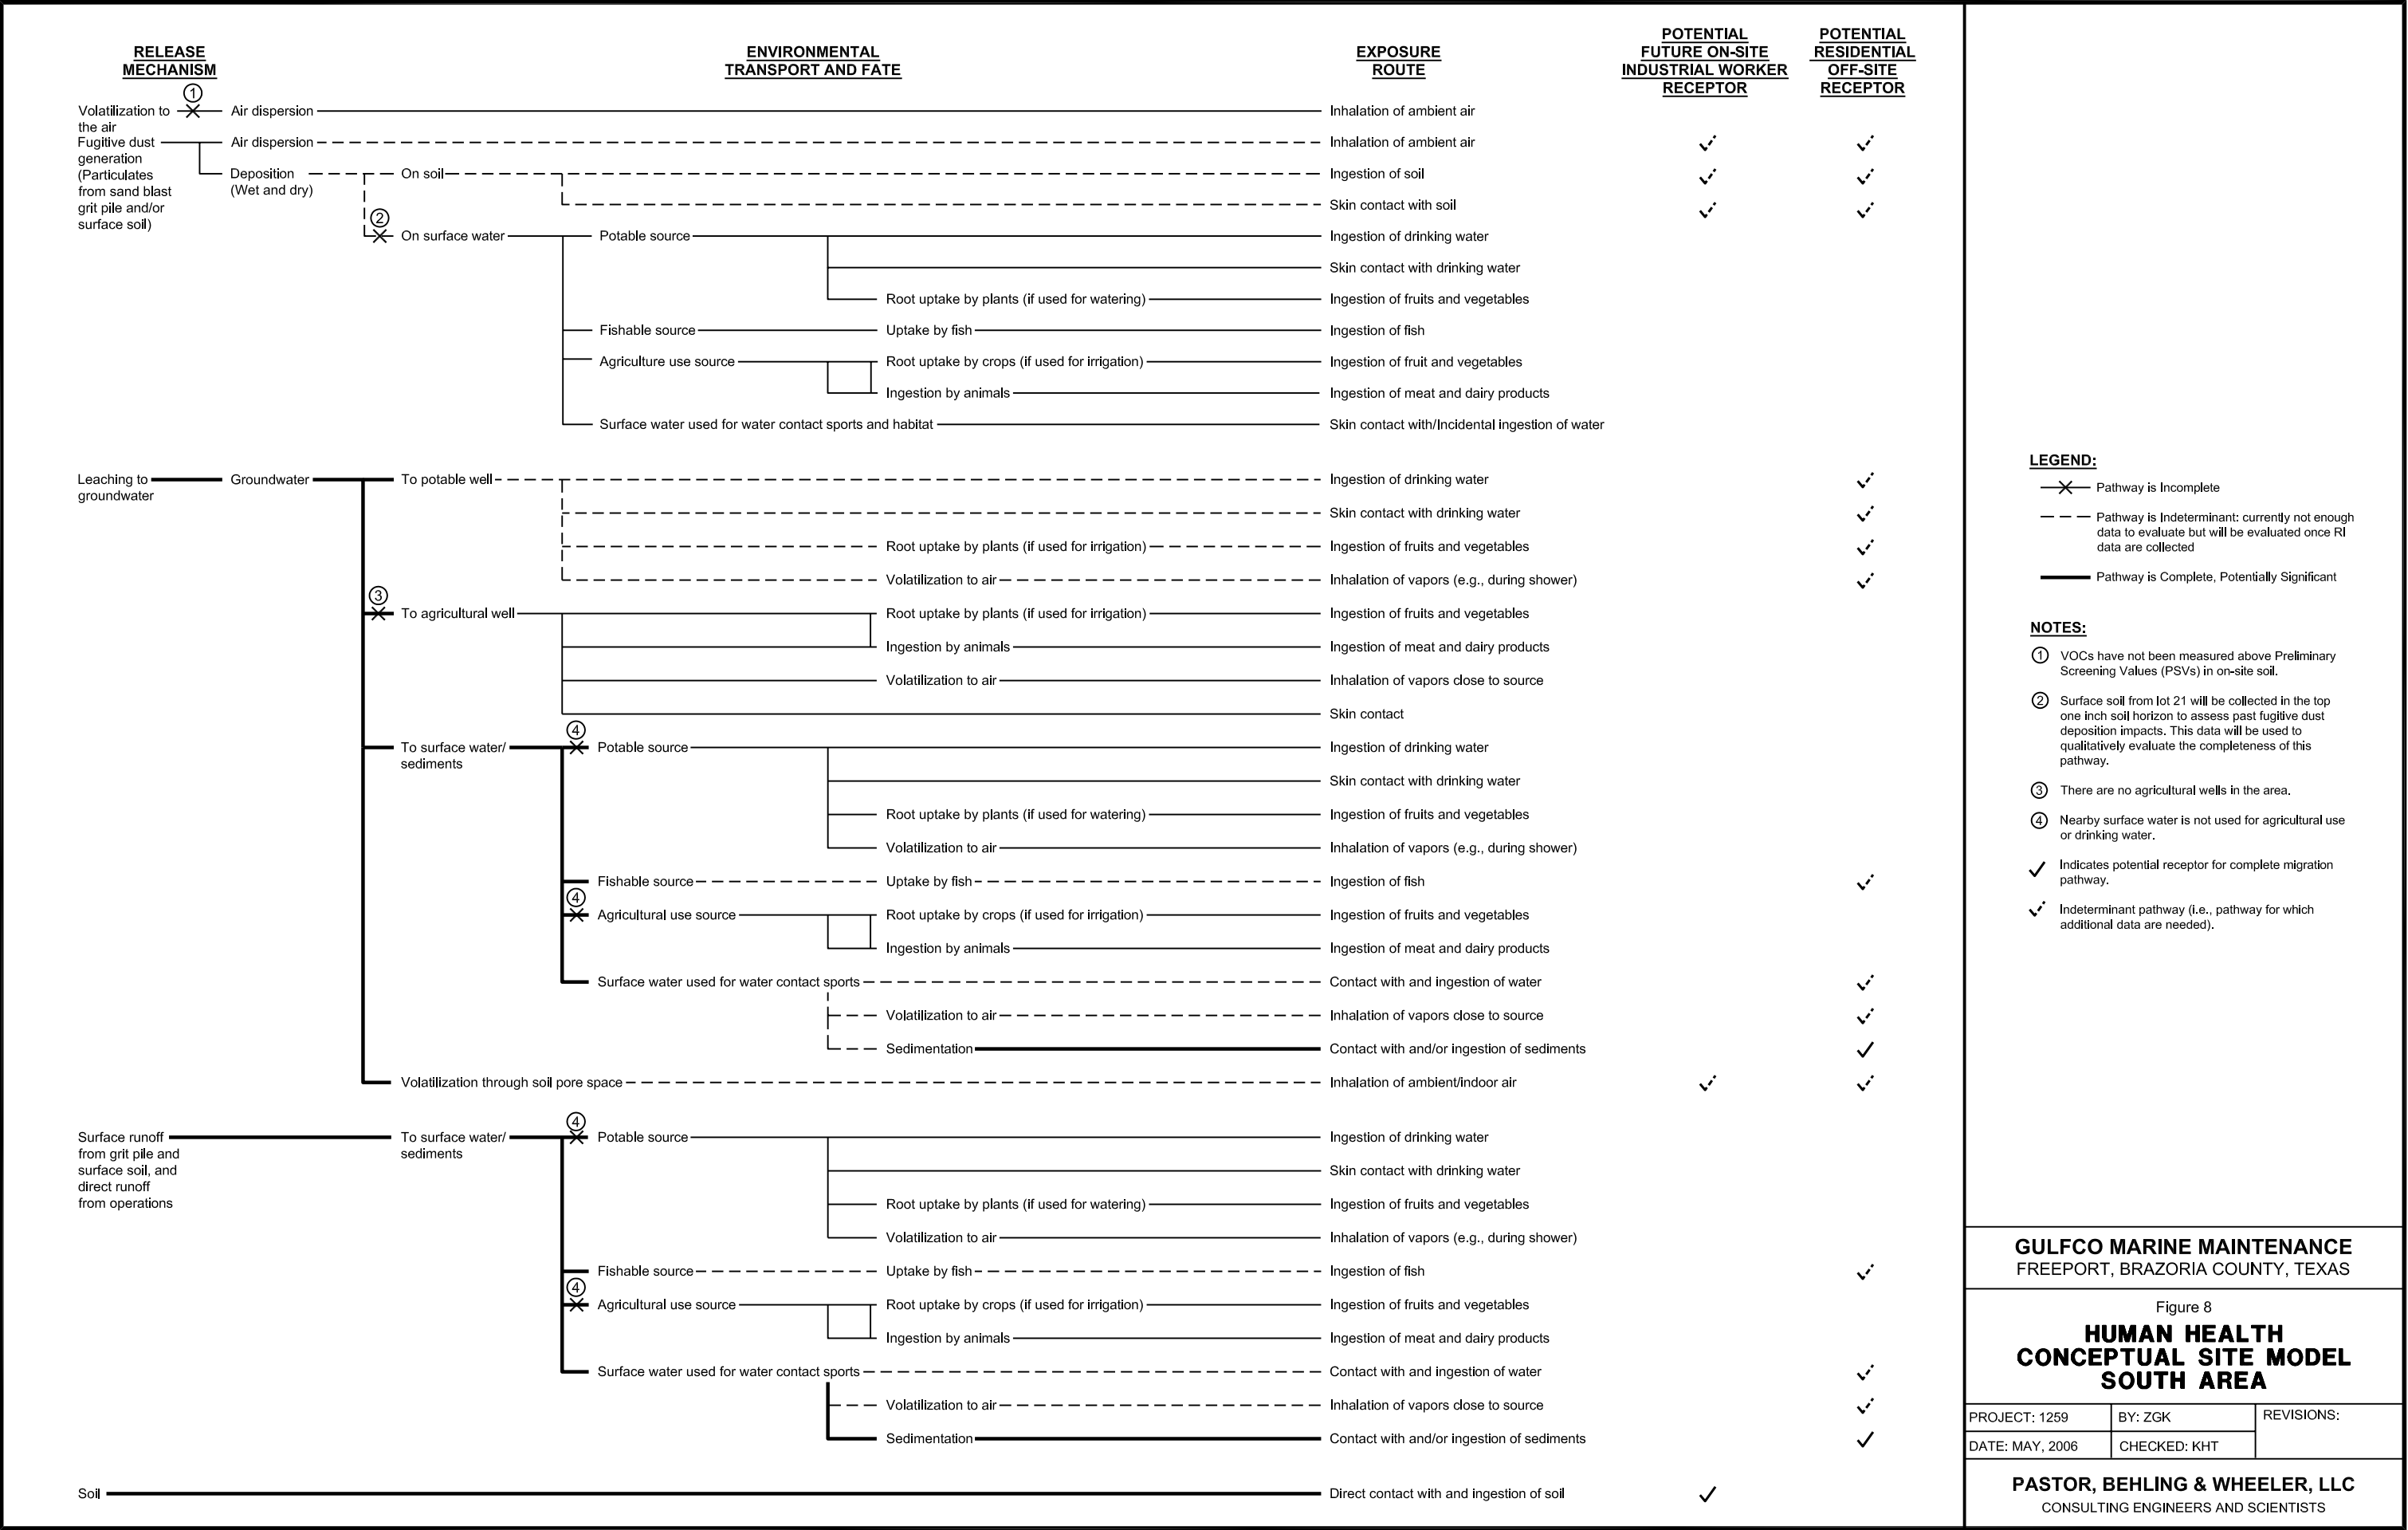 RELEASE
MECHANISM
ENVIRONMENTAL
TRANSPORT AND FATE
EXPOSURE
ROUTE
POTENTIAL
FUTURE ON-SITE
INDUSTRIAL WORKER
RECEPTOR
POTENTIAL
RESIDENTIAL
OFF-SITE
RECEPTOR
1
Volatilization to
the air
Air dispersion
Inhalation of ambient air
Fugitive dust
generation
(Particulates
from sand blast
grit pile and/or
surface soil)
Air dispersion
Inhalation of ambient air
Deposition
(Wet and dry)
On soil
Ingestion of soil
Skin contact with soil
2
On surface water
Potable source
Ingestion of drinking water
Skin contact with drinking water
Root uptake by plants (if used for watering)
Ingestion of fruits and vegetables
Fishable source
Uptake by fish
Ingestion of fish
Agriculture use source
Root uptake by crops (if used for irrigation)
Ingestion of fruit and vegetables
Ingestion by animals
Ingestion of meat and dairy products
Surface water used for water contact sports and habitat
Skin contact with/Incidental ingestion of water
Leaching to
groundwater
Groundwater
To potable well
Ingestion of drinking water
Skin contact with drinking water
Root uptake by plants (if used for irrigation)
Ingestion of fruits and vegetables
Volatilization to air
Inhalation of vapors (e.g., during shower)
3
To agricultural well
Root uptake by plants (if used for irrigation)
Ingestion of fruits and vegetables
Ingestion by animals
Ingestion of meat and dairy products
Volatilization to air
Inhalation of vapors close to source
Skin contact
4
To surface water/
sediments
Potable source
Ingestion of drinking water
Skin contact with drinking water
Root uptake by plants (if used for watering)
Ingestion of fruits and vegetables
Volatilization to air
Inhalation of vapors (e.g., during shower)
Fishable source
Uptake by fish
Ingestion of fish
4
Agricultural use source
Root uptake by crops (if used for irrigation)
Ingestion of fruits and vegetables
Ingestion by animals
Ingestion of meat and dairy products
Surface water used for water contact sports
Contact with and ingestion of water
Volatilization to air
Inhalation of vapors close to source
Sedimentation
Contact with and/or ingestion of sediments
Volatilization through soil pore space
Inhalation of ambient/indoor air
4
Surface runoff
from grit pile and
surface soil, and
direct runoff
from operations
To surface water/
sediments
Potable source
Ingestion of drinking water
Skin contact with drinking water
Root uptake by plants (if used for watering)
Ingestion of fruits and vegetables
Volatilization to air
Inhalation of vapors (e.g., during shower)
Fishable source
Uptake by fish
Ingestion of fish
4
Agricultural use source
Root uptake by crops (if used for irrigation)
Ingestion of fruits and vegetables
Ingestion by animals
Ingestion of meat and dairy products
Surface water used for water contact sports
Contact with and ingestion of water
Volatilization to air
Inhalation of vapors close to source
Sedimentation
Contact with and/or ingestion of sediments
Soil
Direct contact with and ingestion of soil
LEGEND:
Pathway is Incomplete
Pathway is Indeterminant: currently not enough
data to evaluate but will be evaluated once RI
data are collected
Pathway is Complete, Potentially Significant
NOTES:
1 VOCs have not been measured above Preliminary
Screening Values (PSVs) in on-site soil.
2 Surface soil from lot 21 will be collected in the top
one inch soil horizon to assess past fugitive dust
deposition impacts. This data will be used to
qualitatively evaluate the completeness of this
pathway.
3 There are no agricultural wells in the area.
4 Nearby surface water is not used for agricultural use
or drinking water.
Indicates potential receptor for complete migration
pathway.
Indeterminant pathway (i.e., pathway for which
additional data are needed).
GULFCO MARINE MAINTENANCE
FREEPORT, BRAZORIA COUNTY, TEXAS
Figure 8
HUMAN HEALTH
CONCEPTUAL SITE MODEL
SOUTH AREA
PROJECT: 1259
BY: ZGK
REVISIONS:
DATE: MAY, 2006
CHECKED: KHT
PASTOR, BEHLING & WHEELER, LLC
CONSULTING ENGINEERS AND SCIENTISTS